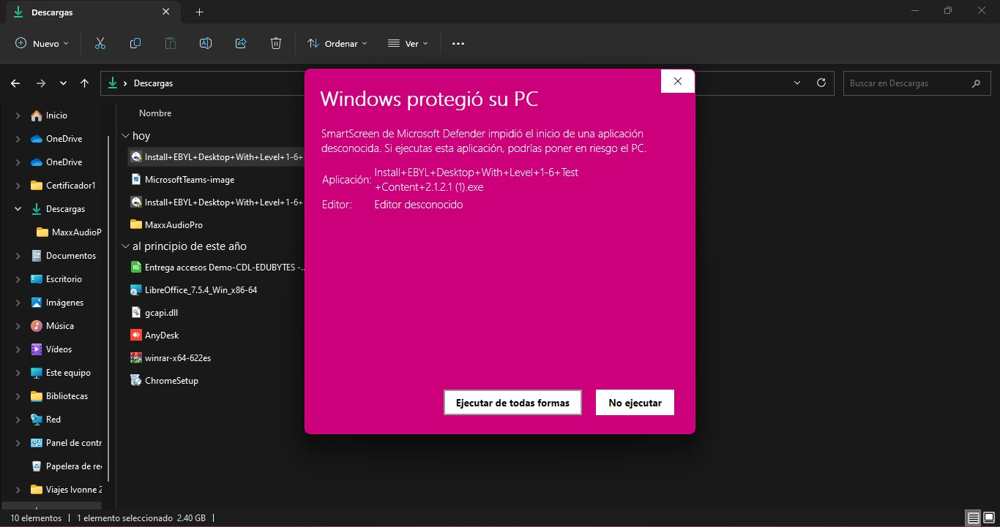 Descargas
Nuevo
Ordenar
Ver
Descargas
Buscar en Descargas
Inicio
OneDrive
OneDrive
Certificador1
Descargas
MaxxAudioP
Documentos
Escritorio
Imágenes
Música
Vídeos
Este equipo
Bibliotecas
Red
Panel de contr
Papelera de re
Viajes Ivonne 2
Nombre
hoy
Install+EBYL+Desktop+With+Level+1-6+
MicrosoftTeams-image
Install+EBYL+Desktop+With+Level+1-6+
MaxxAudioPro
al principio de este año
Entrega accesos Demo-CDL-EDUBYTES -...
LibreOffice_7.5.4_Win_x86-64
gcapi.dll
AnyDesk
winrar-x64-622es
ChromeSetup
Windows protegió su PC
SmartScreen de Microsoft Defender impidió el inicio de una aplicación
desconocida. Si ejecutas esta aplicación, podrías poner en riesgo el PC.
Aplicación: Install+EBYL+Desktop+With+Level+1-6+Test
+Content+2.1.2.1 (1).exe
Editor: Editor desconocido
Ejecutar de todas formas
No ejecutar
10 elementos
1 elemento seleccionado 2.40 GB